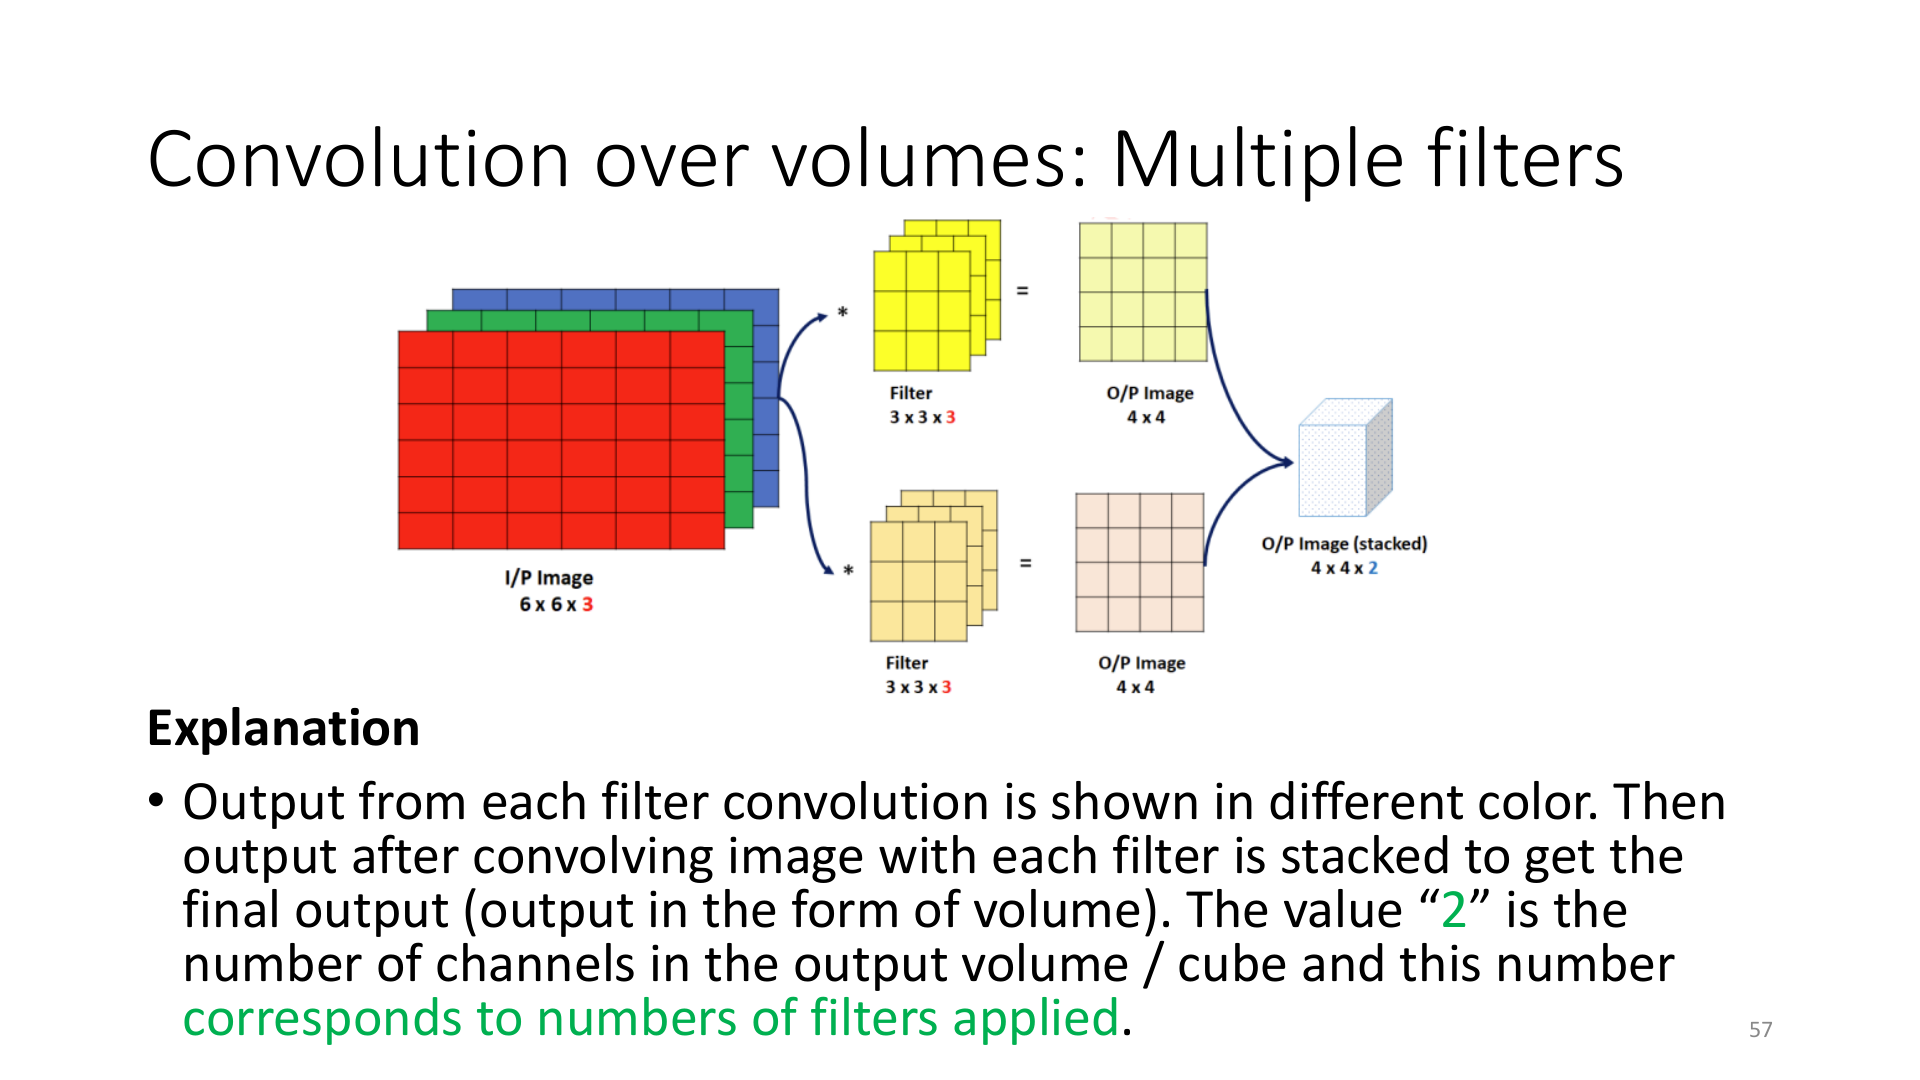 Convolution over volumes: Multiple filters
*
=
Filter
3 x 3 x 3
O/P Image
4 x 4
I/P Image
6 x 6 x 3
*
=
Filter
3 x 3 x 3
O/P Image
4 x 4
O/P Image (stacked)
4 x 4 x 2
Explanation
• Output from each filter convolution is shown in different color. Then
output after convolving image with each filter is stacked to get the
final output (output in the form of volume). The value “2” is the
number of channels in the output volume / cube and this number
corresponds to numbers of filters applied.
57